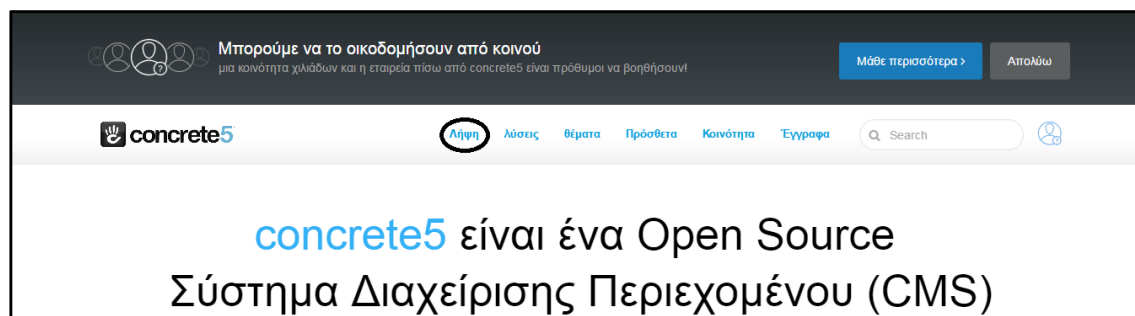 Μπορούμε να το οικοδομήσουν από κοινού
μια κοινότητα χιλιάδων και η εταιρεία πίσω από concrete5 είναι πρόθυμοι να βοηθήσουν!
Μάθε περισσότερα >
Απολύω
concrete5
Λήψη λύσεις θέματα Πρόσθετα Κοινότητα Έγγραφα Search
concrete5 είναι ένα Open Source
Σύστημα Διαχείρισης Περιεχομένου (CMS)